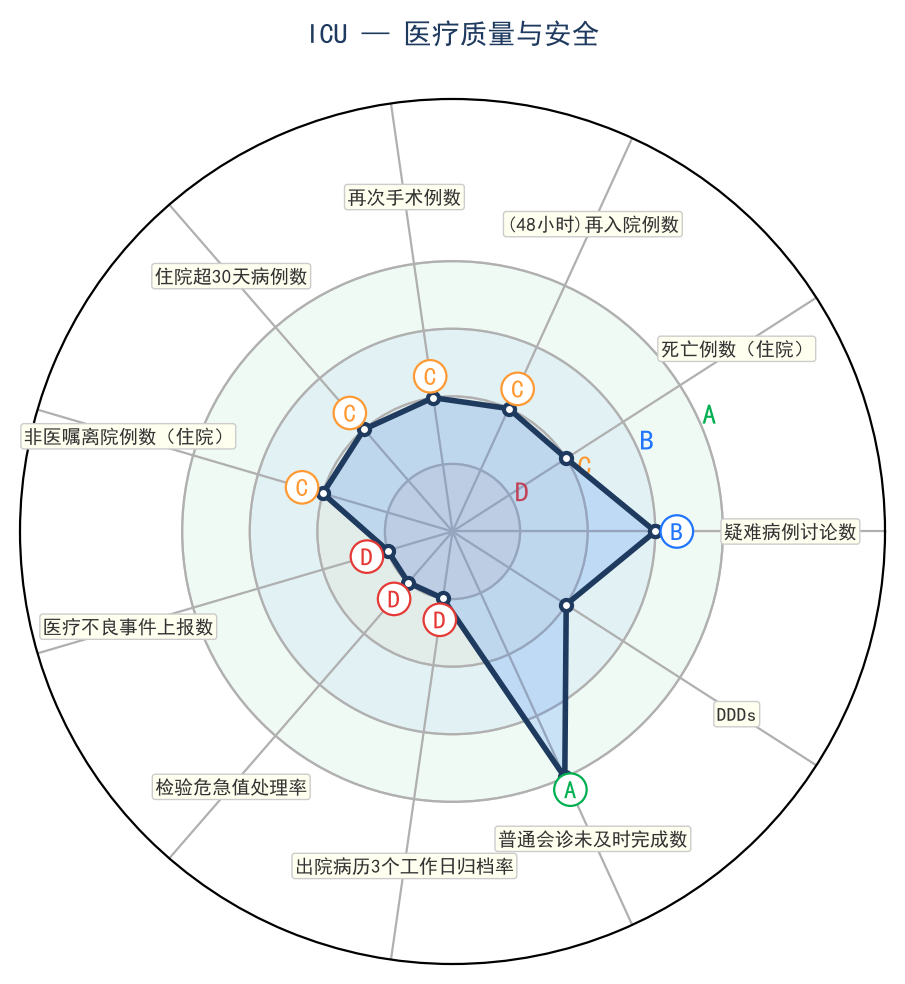 ICU — 医疗质量与安全
再次手术例数
(48小时)再入院例数
住院超30天病例数
死亡例数（住院）
C
C
C
A
非医嘱离院例数（住院）
B
C
C
D
疑难病例讨论数
B
D
D
D
医疗不良事件上报数
DDDs
检验危急值处理率
A
普通会诊未及时完成数
出院病历3个工作日归档率